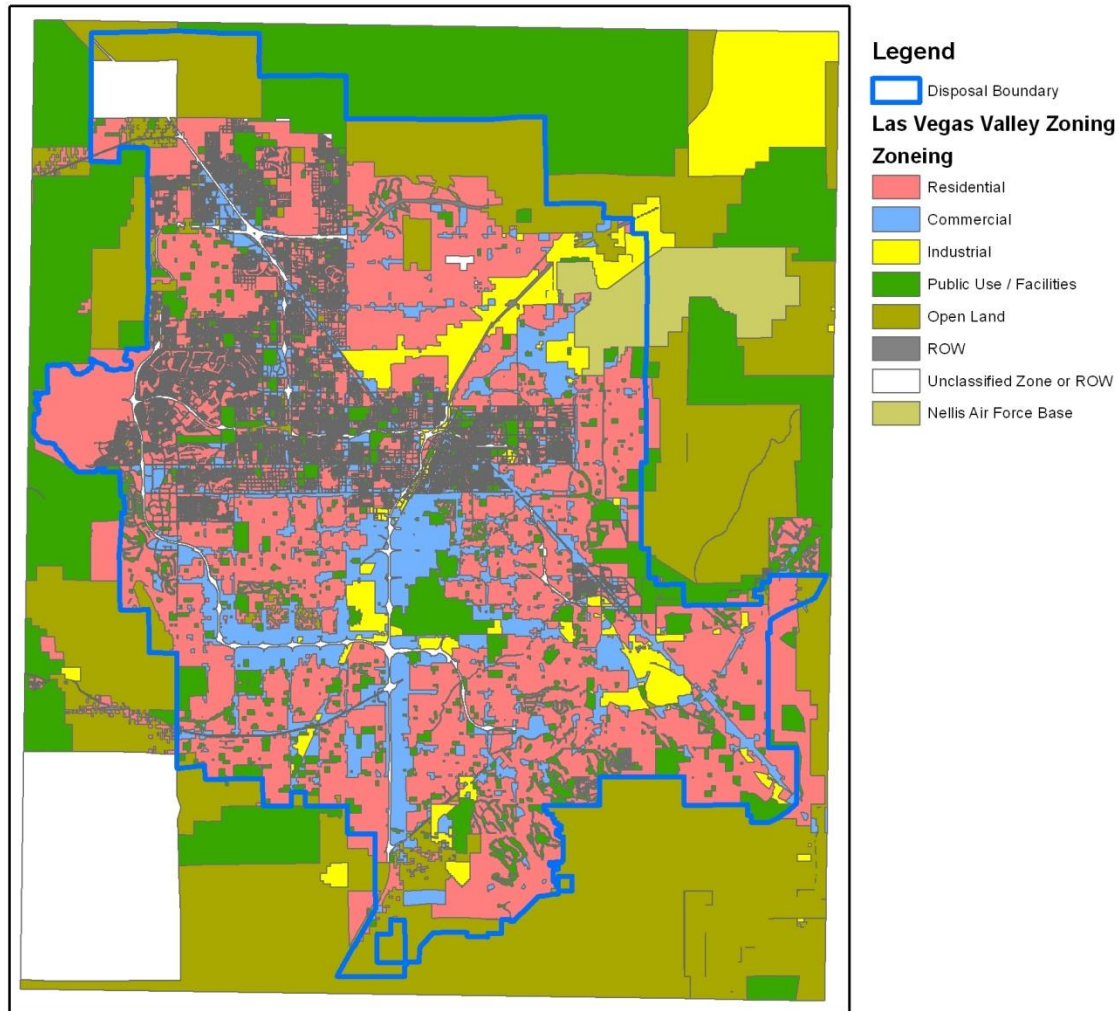 Legend
Disposal Boundary
Las Vegas Valley Zoning
Zoneing
Residential
Commercial
Industrial
Public Use / Facilities
Open Land
ROW
Unclassified Zone or ROW
Nellis Air Force Base